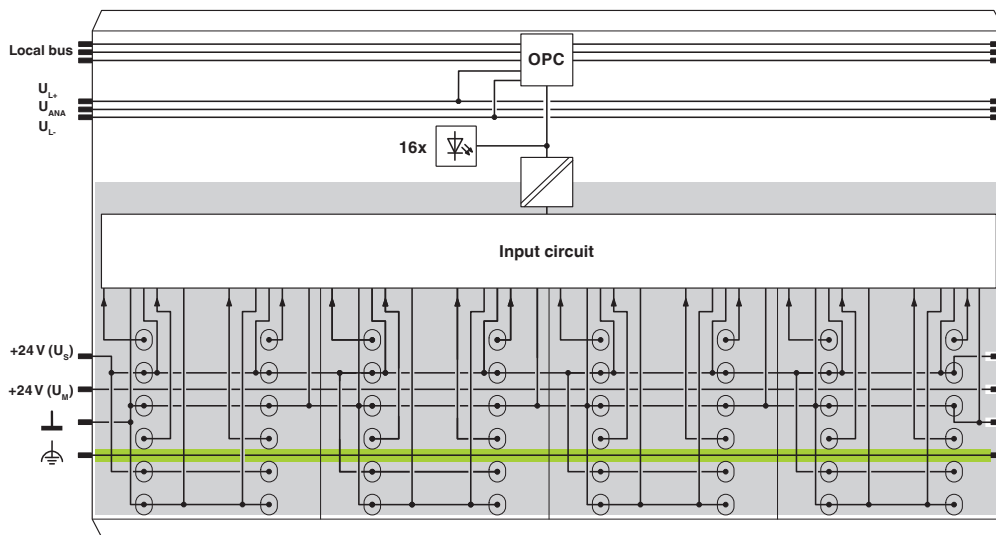 Local bus
OPC
U_L+
U_ANA
U_L-
16x
Input circuit
+24 V (U_S)
+24 V (U_M)